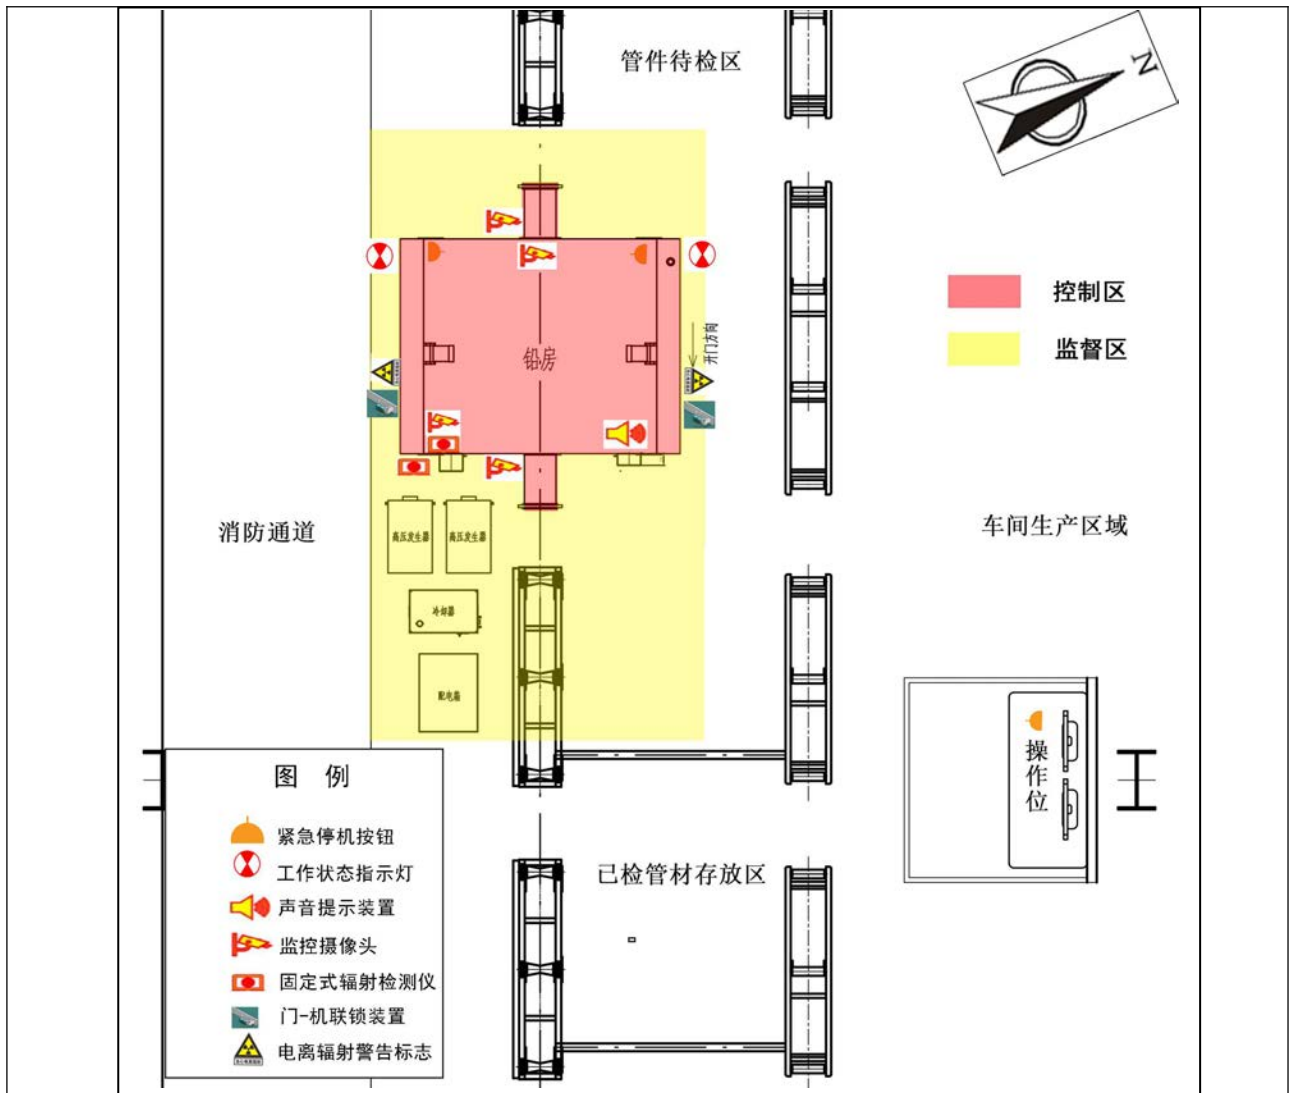 管件待检区
N
控制区
监督区
开门方向
铅房
消防通道
车间生产区域
高压发生器
高压发生器
冷却器
配电箱
操作位
已检管材存放区
图 例
紧急停机按钮
工作状态指示灯
声音提示装置
监控摄像头
固定式辐射检测仪
门-机联锁装置
电离辐射警告标志